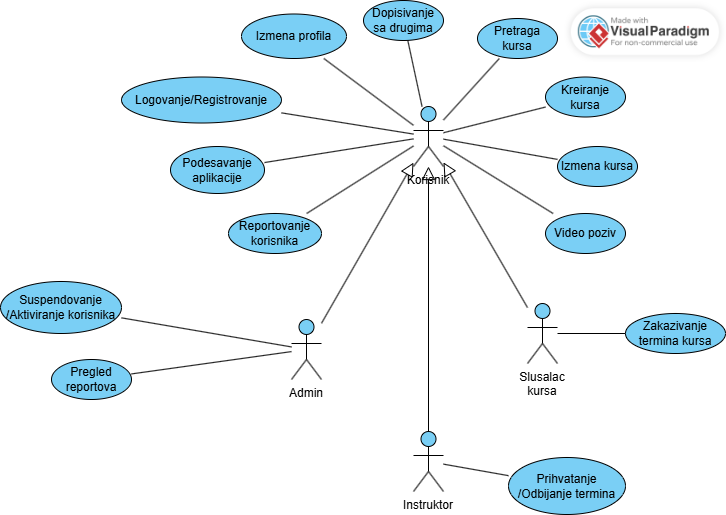 Dopisivanje
sa drugima
Izmena profila
Pretraga
kursa
Made with
VisualParadigm
For non-commercial use
Logovanje/Registrovanje
Kreiranje
kursa
Podesavanje
aplikacije
Korisnik
Izmena kursa
Reportovanje
korisnika
Video poziv
Suspendovanje
/Aktiviranje korisnika
Zakazivanje
termina kursa
Pregled
reportova
Admin
Slusalac
kursa
Instruktor
Prihvatanje
/Odbijanje termina